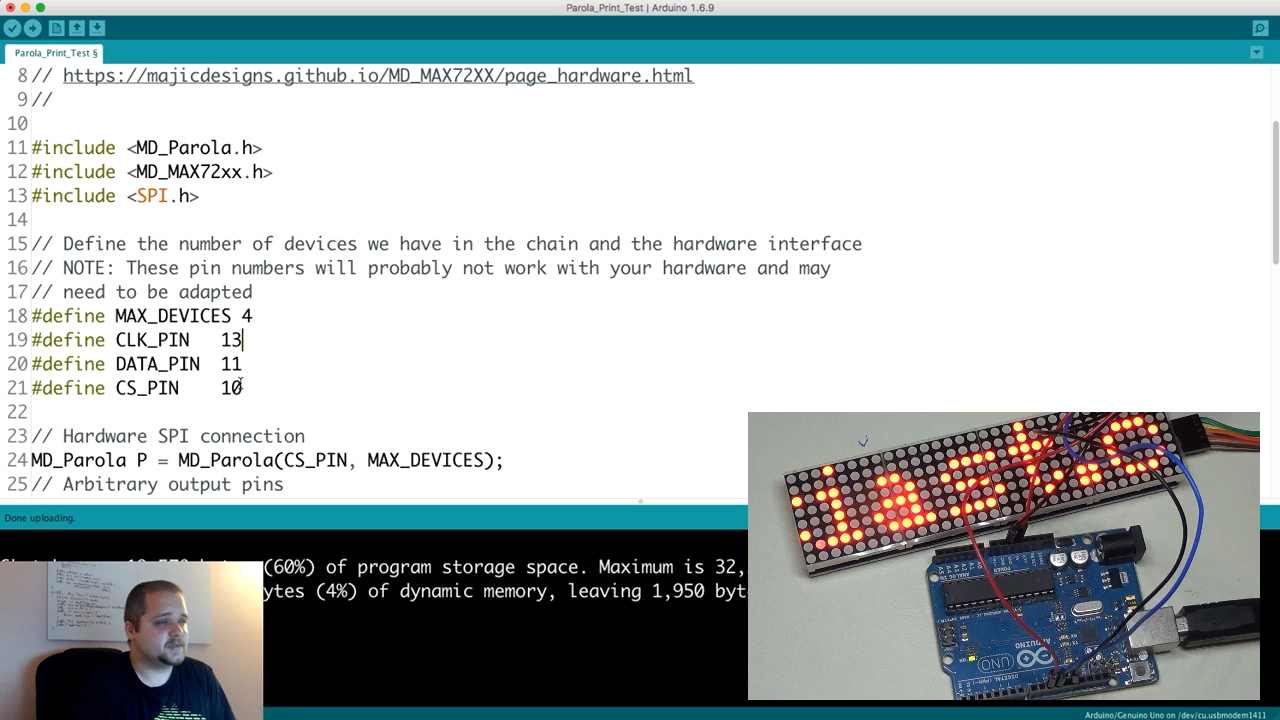 Parola_Print_Test | Arduino 1.6.9
Parola_Print_Test §
8 // https://majicdesigns.github.io/MD_MAX72XX/page_hardware.html
9 //
10
11 #include <MD_Parola.h>
12 #include <MD_MAX72xx.h>
13 #include <SPI.h>
14
15 // Define the number of devices we have in the chain and the hardware interface
16 // NOTE: These pin numbers will probably not work with your hardware and may
17 // need to be adapted
18 #define MAX_DEVICES 4
19 #define CLK_PIN   13
20 #define DATA_PIN  11
21 #define CS_PIN    10
22
23 // Hardware SPI connection
24 MD_Parola P = MD_Parola(CS_PIN, MAX_DEVICES);
25 // Arbitrary output pins
Done uploading.
(60%) of program storage space. Maximum is 32,
(4%) of dynamic memory, leaving 1,950
UNO
ARDUINO
Arduino/Genuino Uno on /dev/cu.usbmodem1411